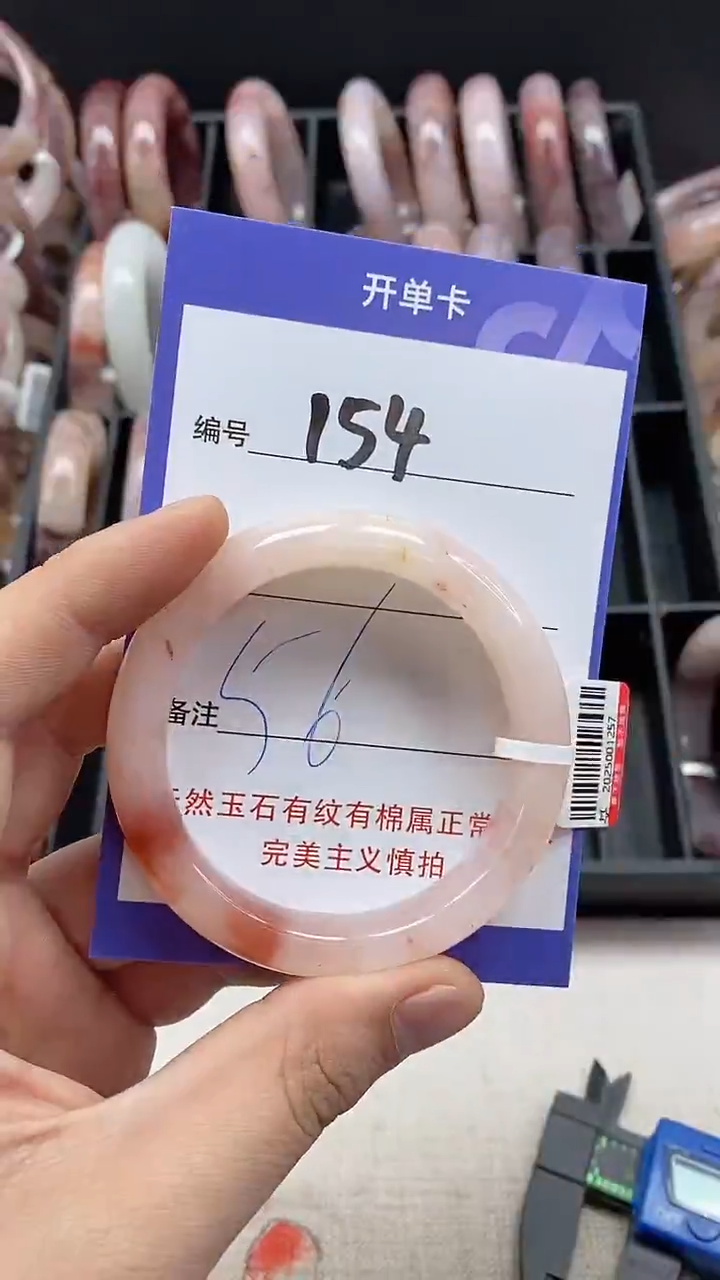 开单卡
编号 154
56
备注
然玉石有纹有棉属正常
完美主义慎拍
2025001257